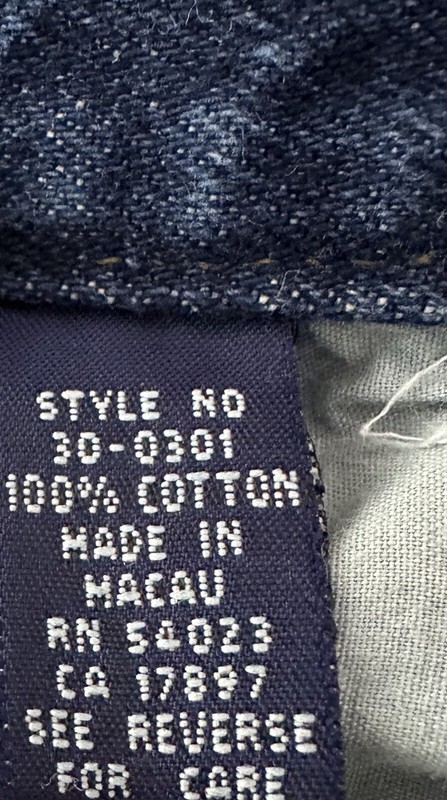 STYLE NO
30-0301
100% COTTON
MADE IN
MACAU
RN 54023
CA 17897
SEE REVERSE
FOR CARE